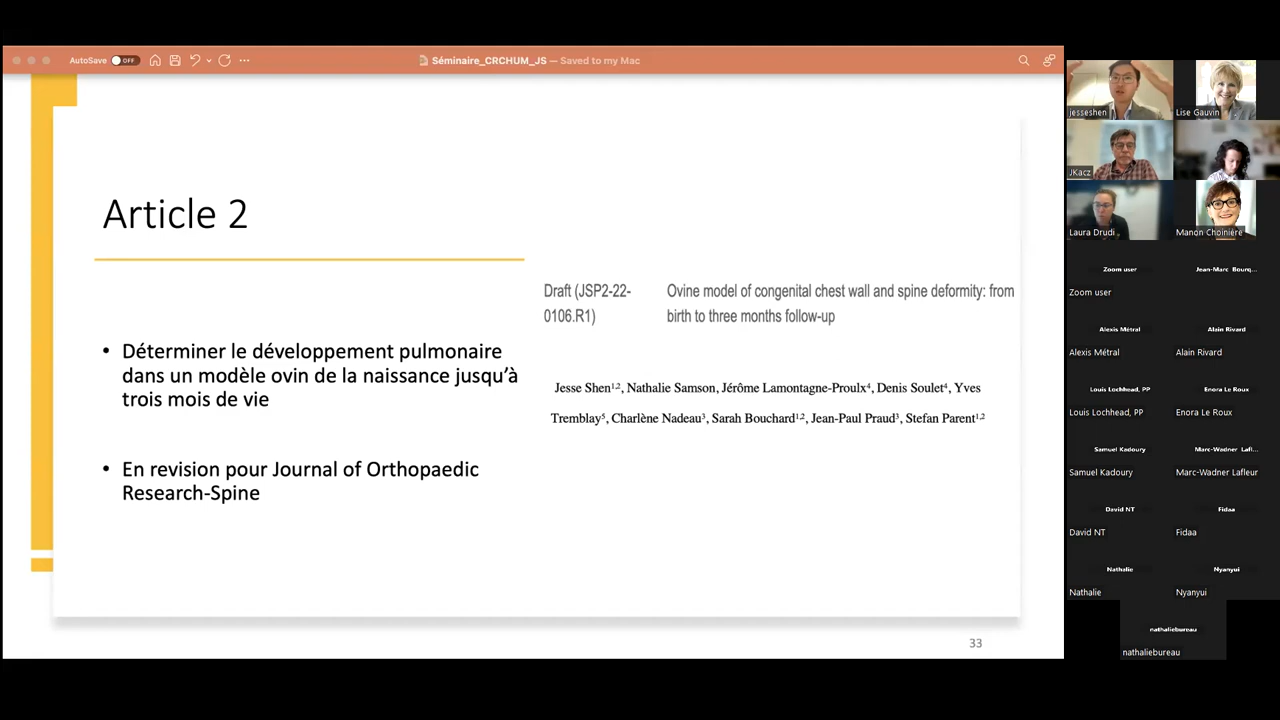 AutoSave OFF
Séminaire_CRCHUM_JS — Saved to my Mac
Article 2
• Déterminer le développement pulmonaire
dans un modèle ovin de la naissance jusqu'à
trois mois de vie
• En revision pour Journal of Orthopaedic
Research-Spine
Draft (JSP2-22-
0106.R1)
Ovine model of congenital chest wall and spine deformity: from
birth to three months follow-up
Jesse Shen¹,², Nathalie Samson, Jérôme Lamontagne-Proulx⁴, Denis Soulet⁴, Yves
Tremblay⁵, Charlène Nadeau³, Sarah Bouchard¹,², Jean-Paul Praud³, Stefan Parent¹,²
33
jesseshen
Lise Gauvin
JKacz
Laura Drudi
Manon Choinière
Zoom user
Jean-Marc Bourq...
Zoom user
Alexis Métral
Alain Rivard
Alexis Métral
Alain Rivard
Louis Lochhead, PP
Enora Le Roux
Louis Lochhead, PP
Enora Le Roux
Samuel Kadoury
Marc-Wadner Lafl...
Samuel Kadoury
Marc-Wadner Lafleur
David NT
Fidaa
David NT
Fidaa
Nathalie
Nyanyui
Nathalie
Nyanyui
nathaliebureau
nathaliebureau